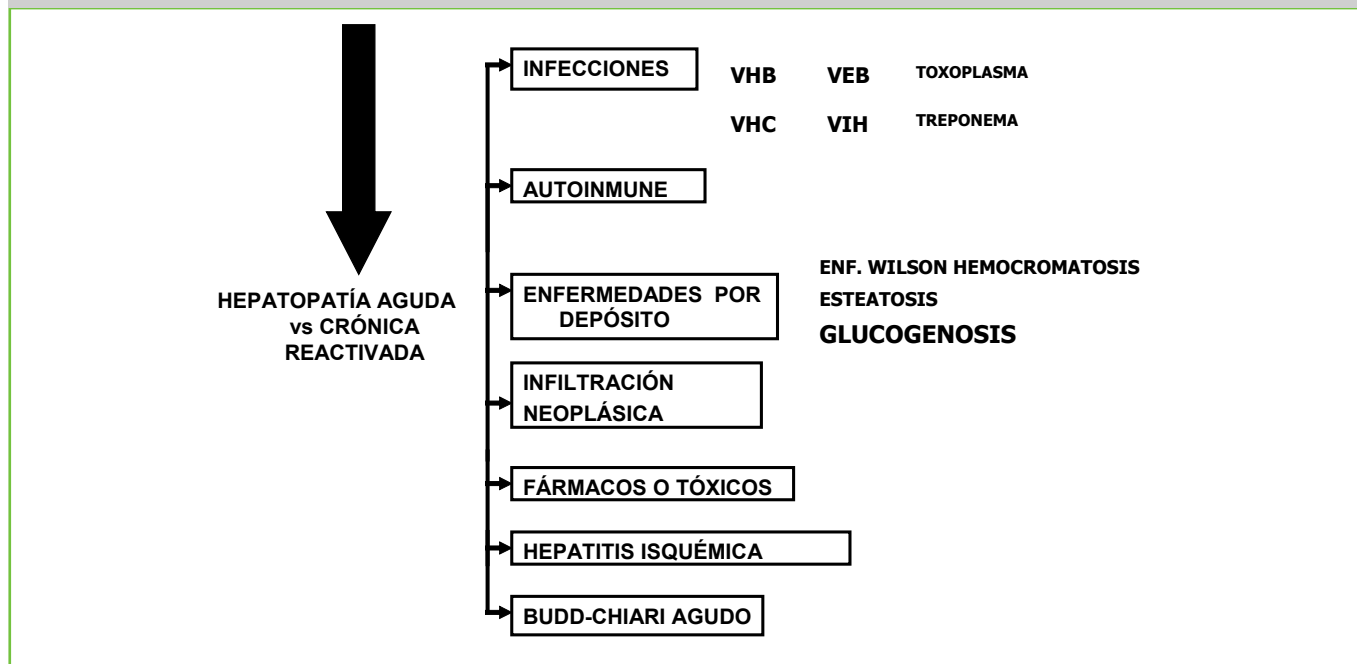 INFECCIONES
VHB VEB TOXOPLASMA
VHC VIH TREPONEMA
AUTOINMUNE
HEPATOPATÍA AGUDA
vs CRÓNICA
REACTIVADA
ENFERMEDADES POR
DEPÓSITO
ENF. WILSON HEMOCROMATOSIS
ESTEATOSIS
GLUCOGENOSIS
INFILTRACIÓN
NEOPLÁSICA
FÁRMACOS O TÓXICOS
HEPATITIS ISQUÉMICA
BUDD-CHIARI AGUDO